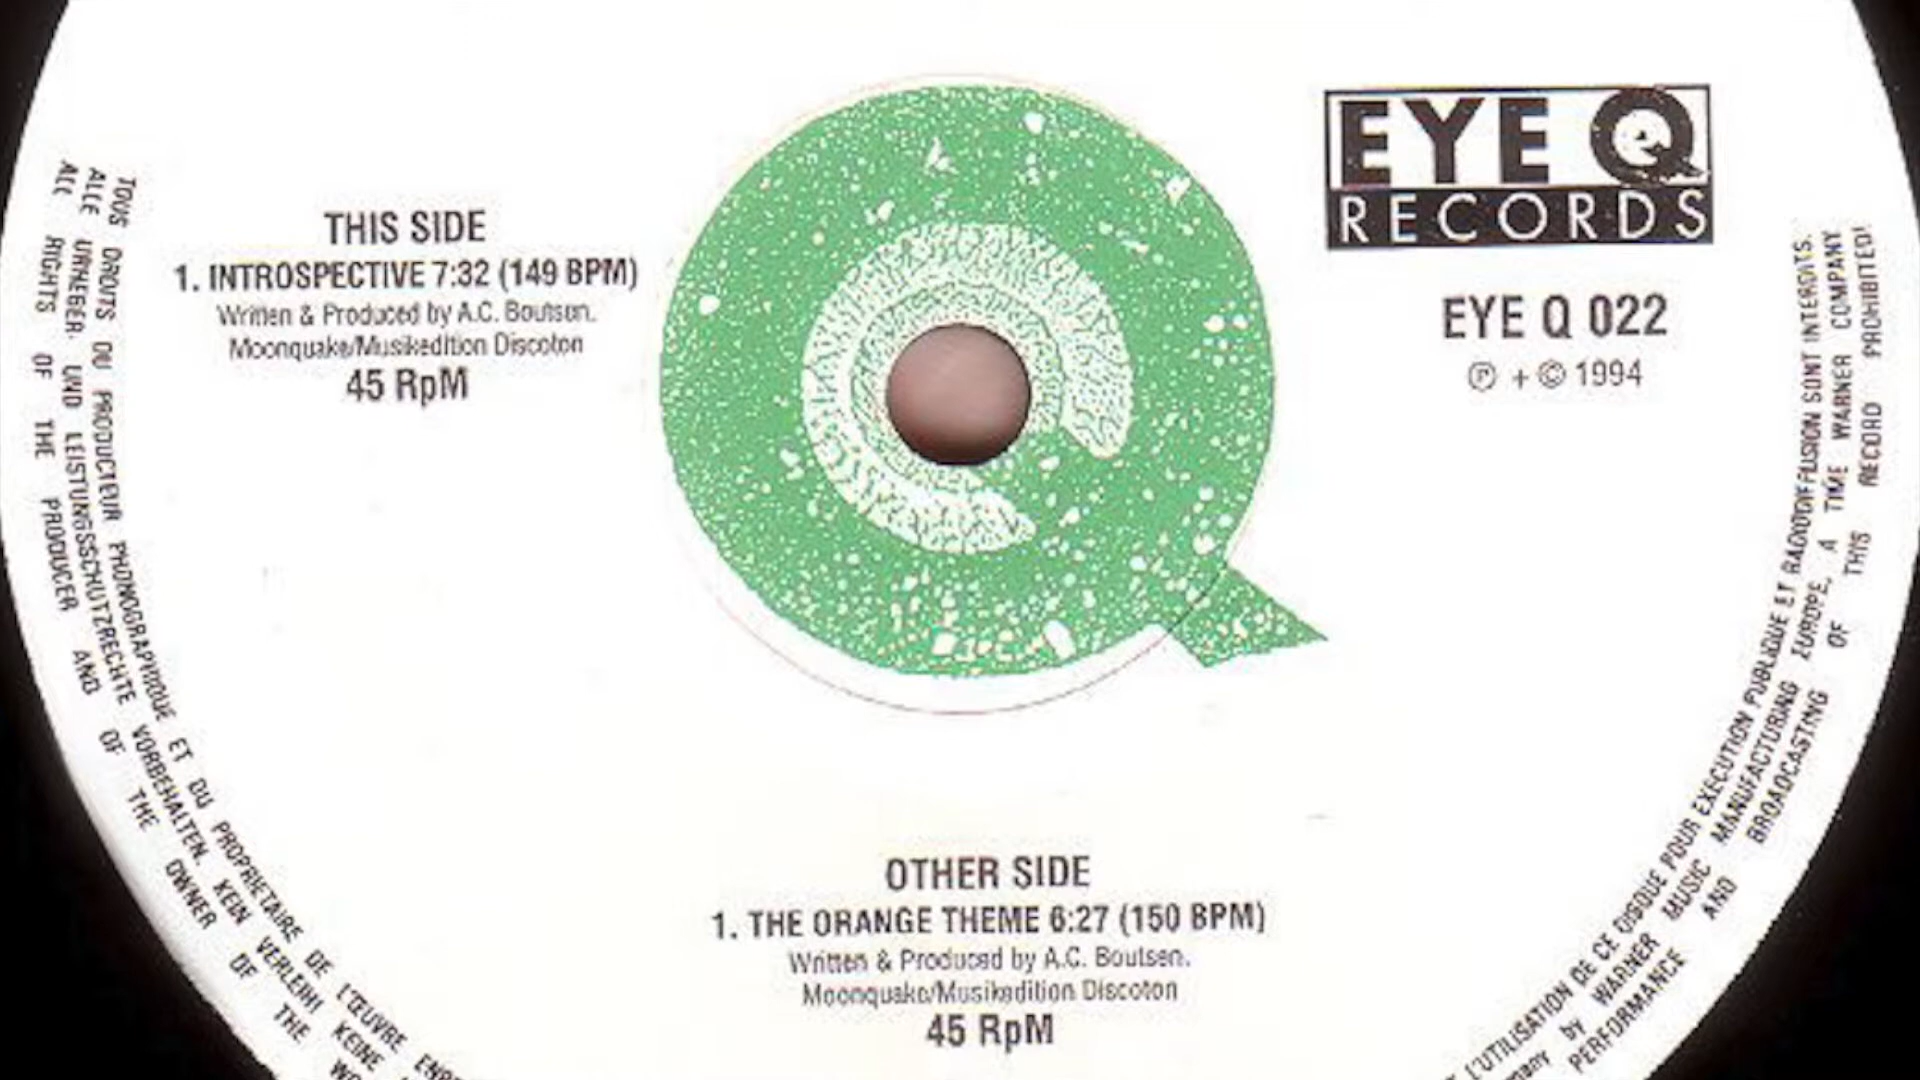 THIS SIDE
1. INTROSPECTIVE 7:32 (149 BPM)
Written & Produced by A.C. Boutsen.
Moonquake/Musikedition Discoton
45 RpM
EYE Q
RECORDS
EYE Q 022
Ⓟ + © 1994
OTHER SIDE
1. THE ORANGE THEME 6:27 (150 BPM)
Written & Produced by A.C. Boutsen.
Moonquake/Musikedition Discoton
45 RpM
TOUS DROITS DU PRODUCTEUR PHONOGRAPHIQUE ET DU PROPRIETAIRE DE L'ŒUVRE
ALLE URHEBER- UND LEISTUNGSSCHUTZRECHTE VORBEHALTEN. KEIN VERLEIH! KEINE
ALL RIGHTS OF THE PRODUCER AND OF THE OWNER OF THE
L'UTILISATION DE CE DISQUE POUR EXECUTION PUBLIQUE ET RADIODIFFUSION SONT INTERDITS.
by WARNER MUSIC MANUFACTURING EUROPE, A TIME WARNER COMPANY
PERFORMANCE AND BROADCASTING OF THIS RECORD PROHIBITED!